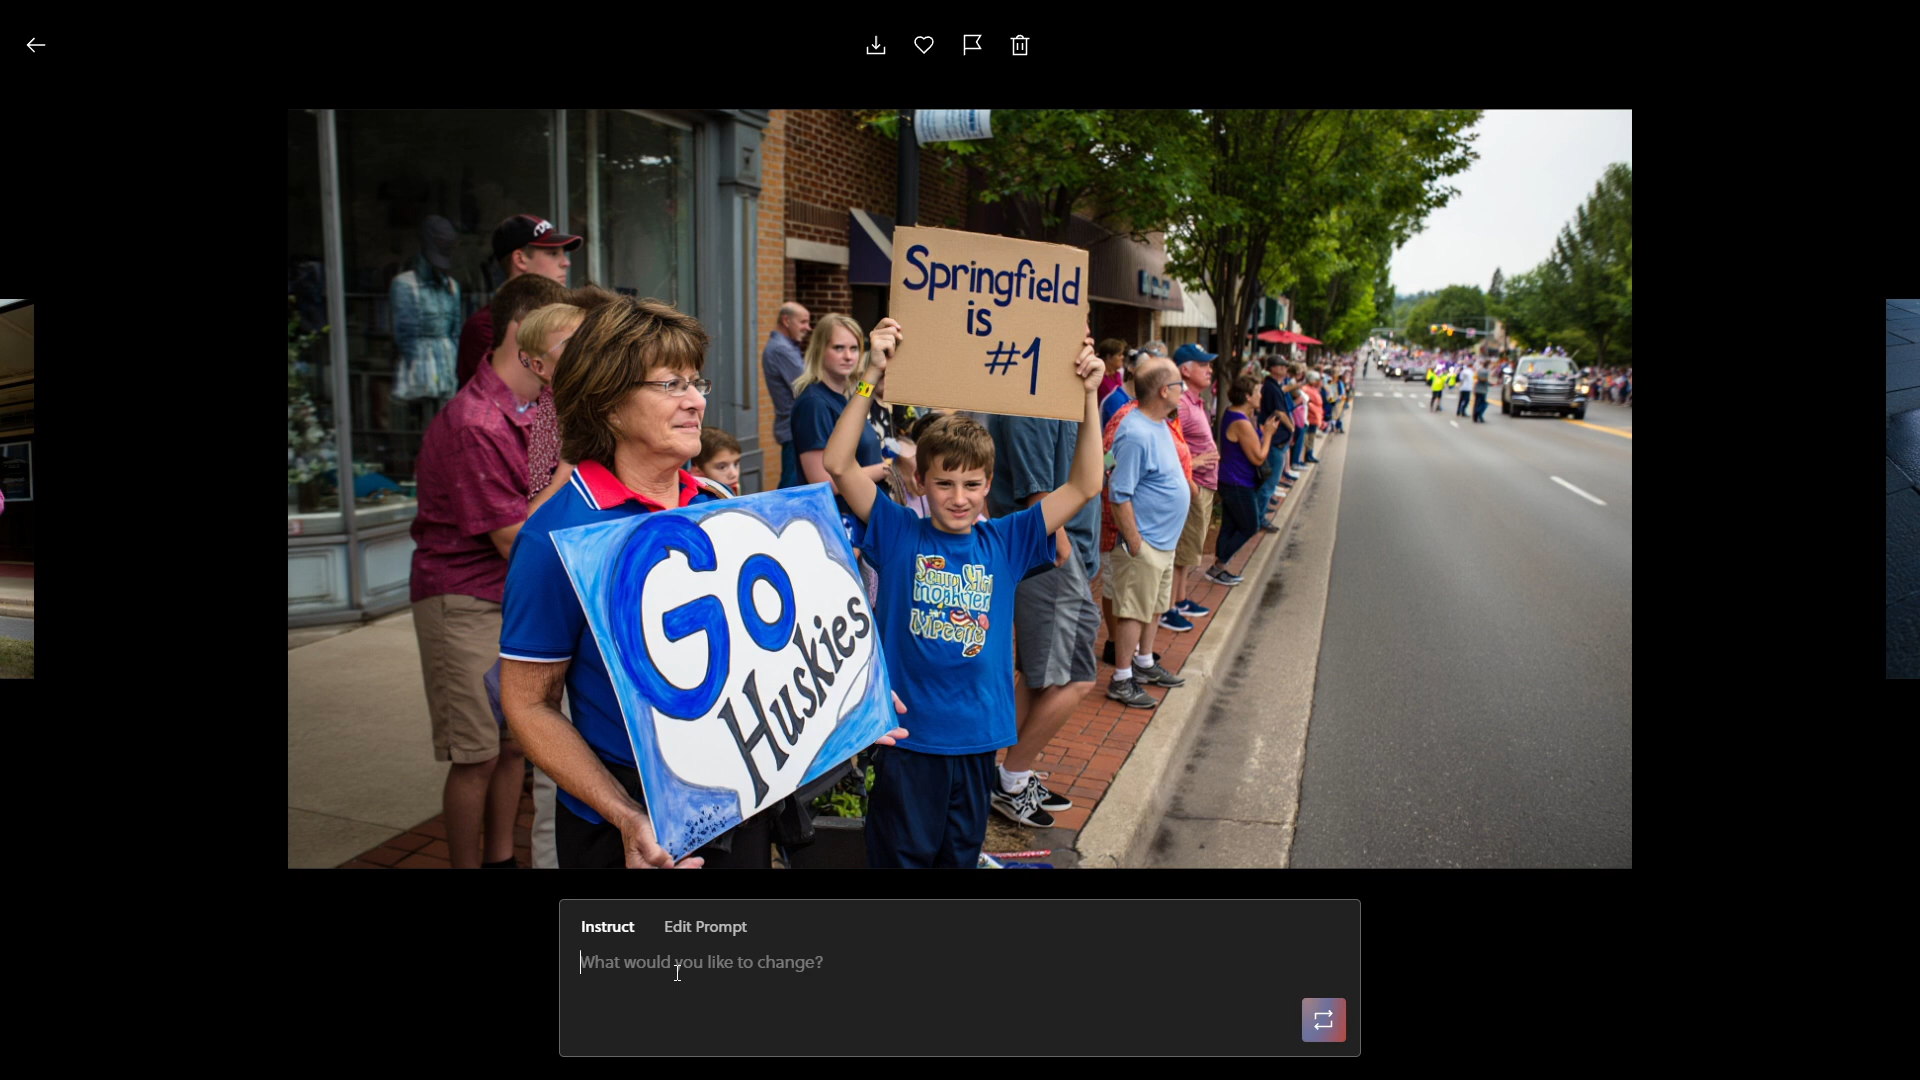 Springfield
is
#1
GO
Huskies
Instruct Edit Prompt
What would you like to change?